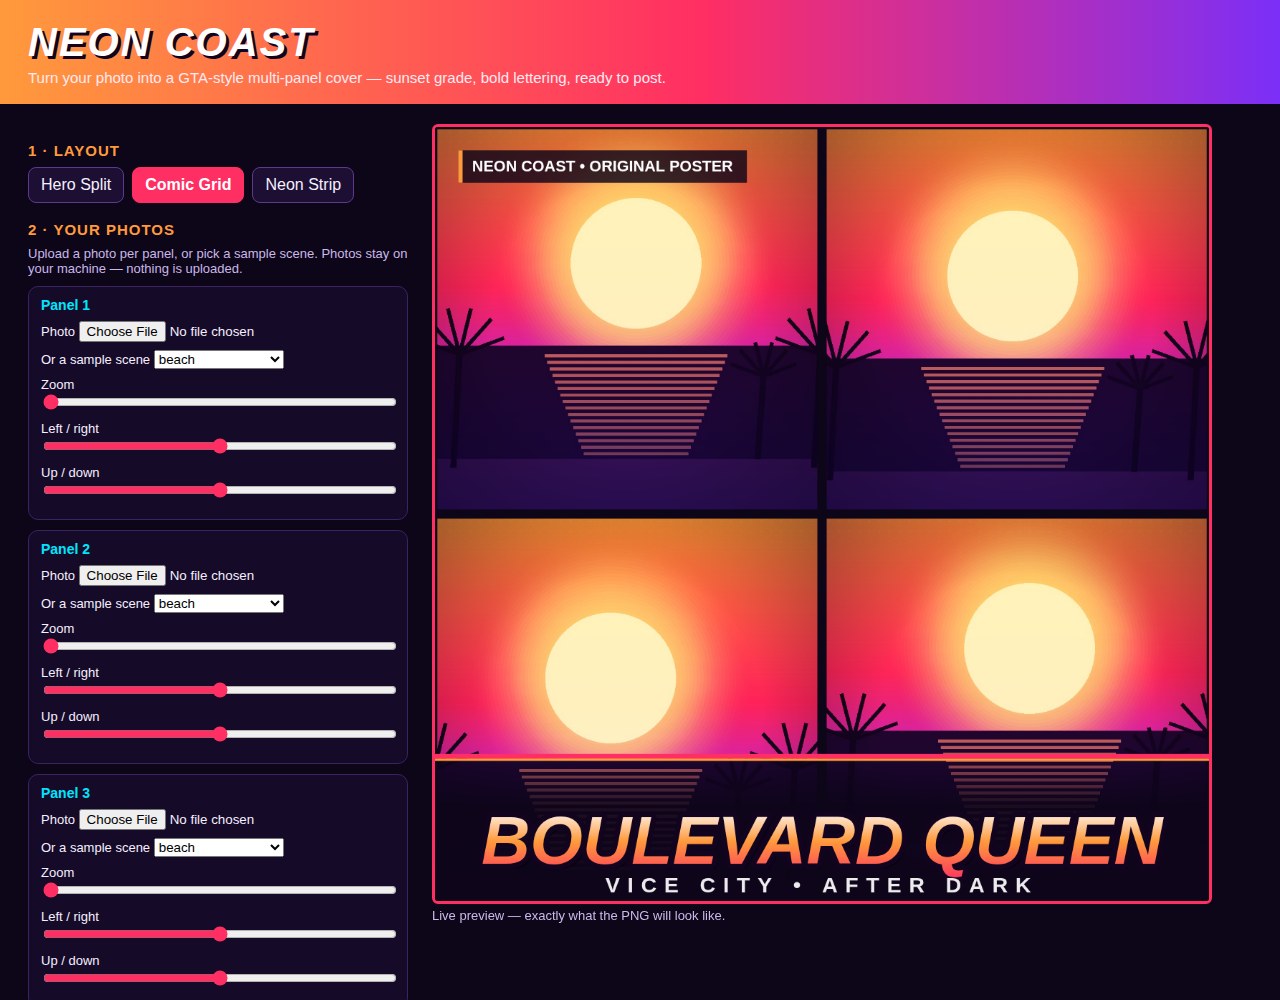 NEON COAST
Turn your photo into a GTA-style multi-panel cover — sunset grade, bold lettering, ready to post.
1 · LAYOUT
Hero Split
Comic Grid
Neon Strip
2 · YOUR PHOTOS
Upload a photo per panel, or pick a sample scene. Photos stay on
your machine — nothing is uploaded.
Panel 1
Photo Choose File No file chosen
Or a sample scene beach
Zoom
Left / right
Up / down
Panel 2
Photo Choose File No file chosen
Or a sample scene beach
Zoom
Left / right
Up / down
Panel 3
Photo Choose File No file chosen
Or a sample scene beach
Zoom
Left / right
Up / down
NEON COAST • ORIGINAL POSTER
BOULEVARD QUEEN
VICE CITY • AFTER DARK
Live preview — exactly what the PNG will look like.